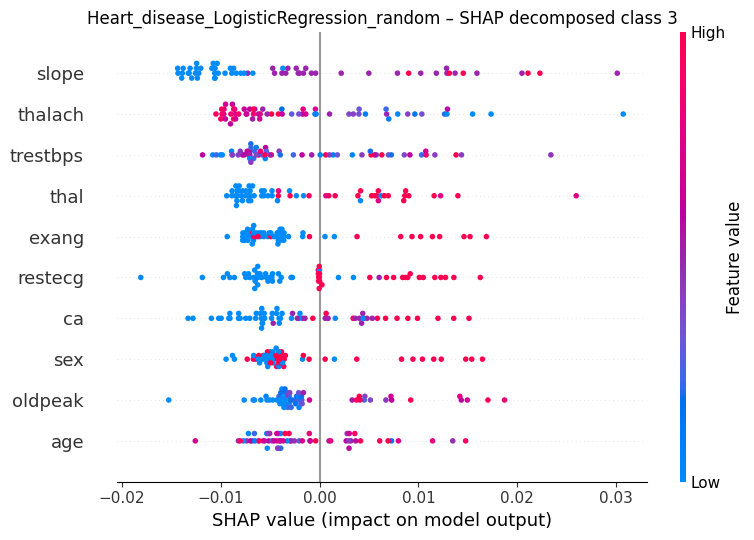 Heart_disease_LogisticRegression_random – SHAP decomposed class 3
High
slope
thalach
trestbps
thal
exang
restecg
ca
sex
oldpeak
age
Feature value
Low
−0.02 −0.01 0.00 0.01 0.02 0.03
SHAP value (impact on model output)